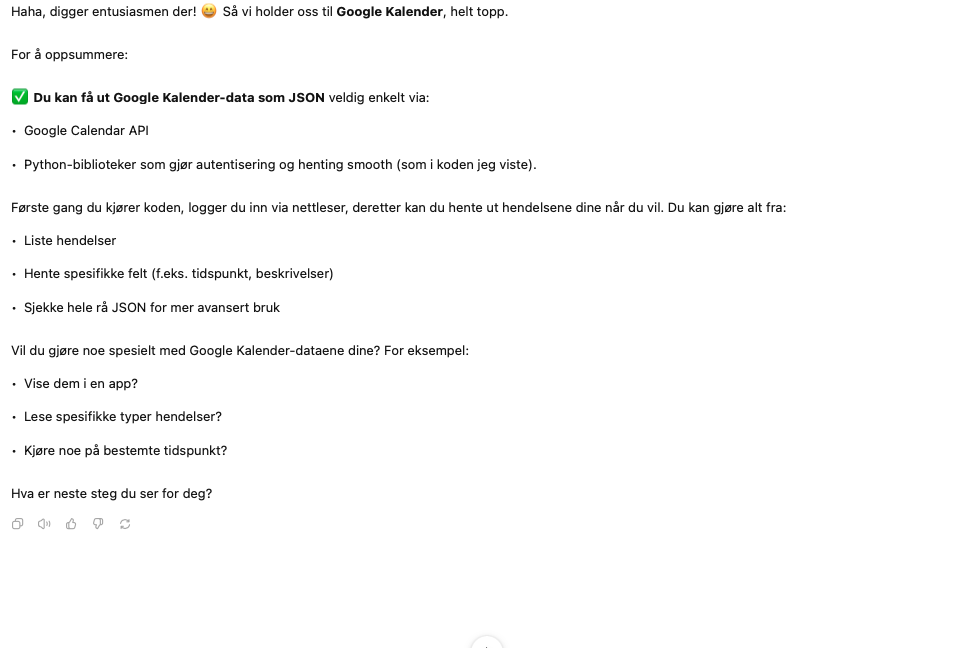 Haha, digger entusiasmen der! 😄 Så vi holder oss til Google Kalender, helt topp.
For å oppsummere:
✅ Du kan få ut Google Kalender-data som JSON veldig enkelt via:
• Google Calendar API
• Python-biblioteker som gjør autentisering og henting smooth (som i koden jeg viste).
Første gang du kjører koden, logger du inn via nettleser, deretter kan du hente ut hendelsene dine når du vil. Du kan gjøre alt fra:
• Liste hendelser
• Hente spesifikke felt (f.eks. tidspunkt, beskrivelser)
• Sjekke hele rå JSON for mer avansert bruk
Vil du gjøre noe spesielt med Google Kalender-dataene dine? For eksempel:
• Vise dem i en app?
• Lese spesifikke typer hendelser?
• Kjøre noe på bestemte tidspunkt?
Hva er neste steg du ser for deg?